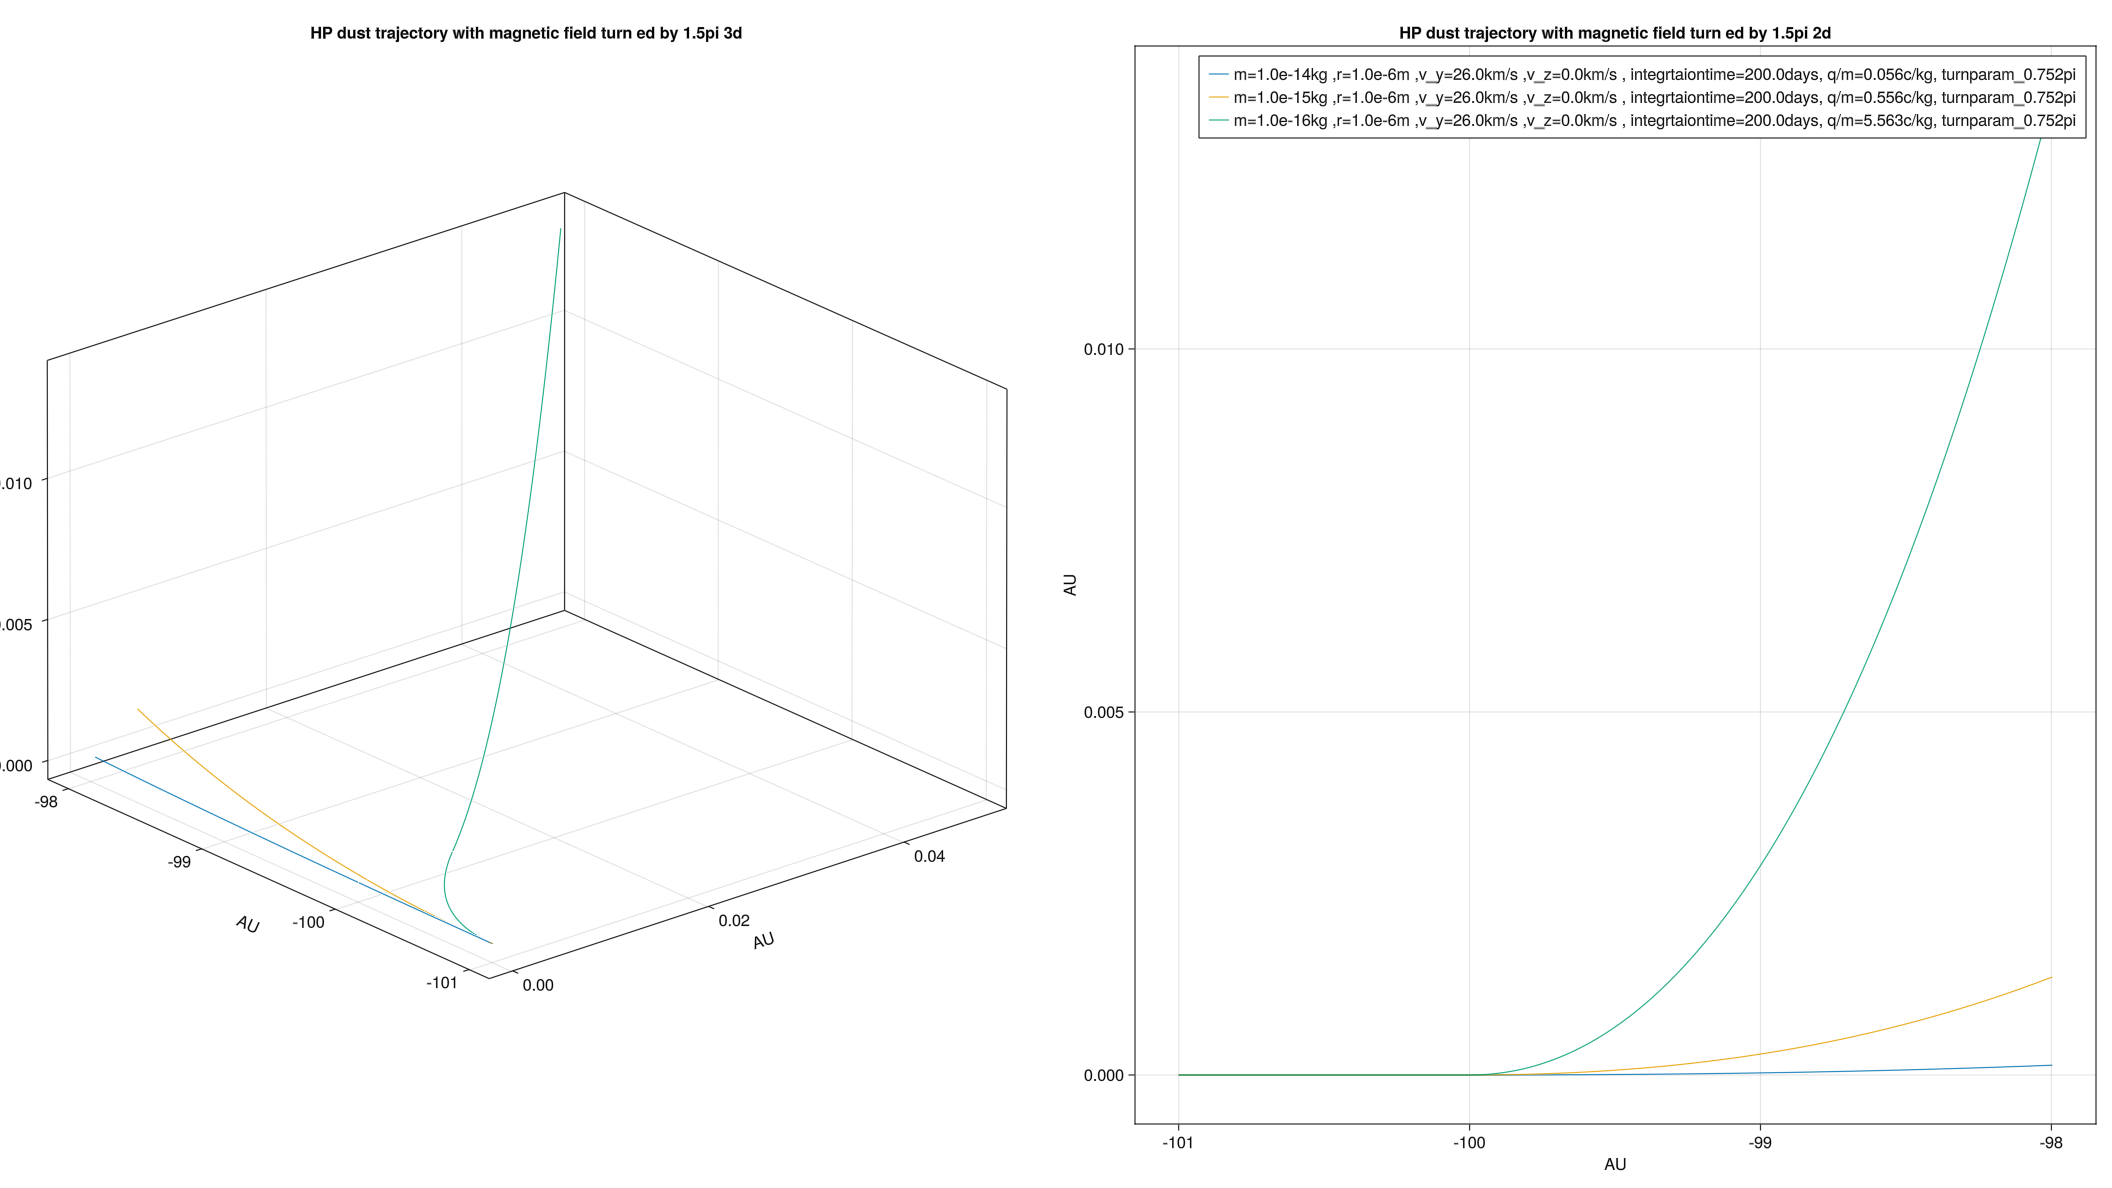 HP dust trajectory with magnetic field turn ed by 1.5pi 3d
.010
.005
.000
-98
-99
-100
-101
AU
0.00
0.02
0.04
AU
HP dust trajectory with magnetic field turn ed by 1.5pi 2d
m=1.0e-14kg ,r=1.0e-6m ,v_y=26.0km/s ,v_z=0.0km/s , integrtaiontime=200.0days, q/m=0.056c/kg, turnparam_0.752pi
m=1.0e-15kg ,r=1.0e-6m ,v_y=26.0km/s ,v_z=0.0km/s , integrtaiontime=200.0days, q/m=0.556c/kg, turnparam_0.752pi
m=1.0e-16kg ,r=1.0e-6m ,v_y=26.0km/s ,v_z=0.0km/s , integrtaiontime=200.0days, q/m=5.563c/kg, turnparam_0.752pi
0.010
0.005
0.000
AU
-101
-100
-99
-98
AU